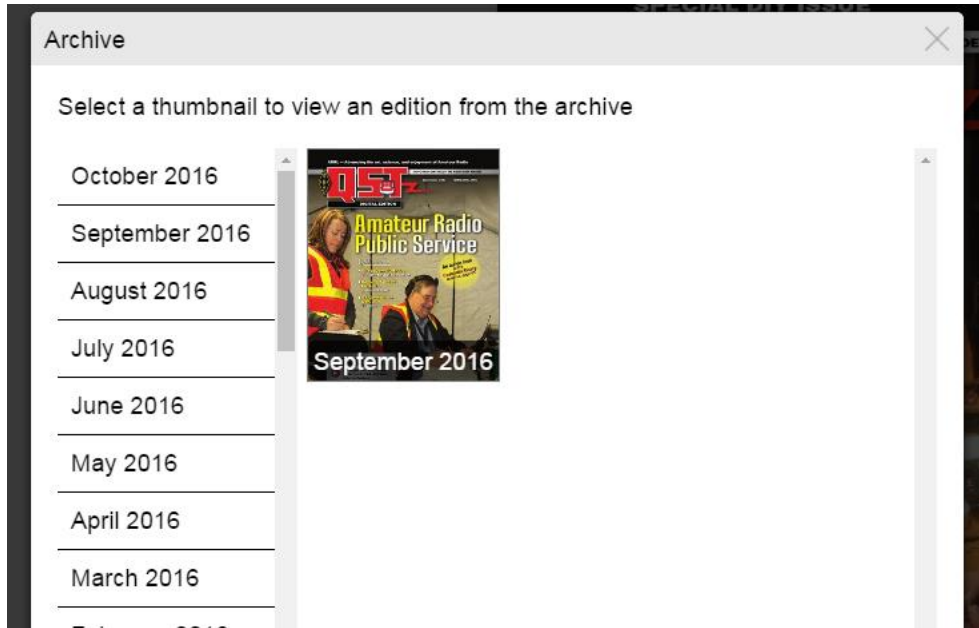 SPECIAL DIY ISSUE
Archive
Select a thumbnail to view an edition from the archive
October 2016
September 2016
August 2016
July 2016
June 2016
May 2016
April 2016
March 2016
QST
DIGITAL EDITION
Amateur Radio
Public Service
September 2016